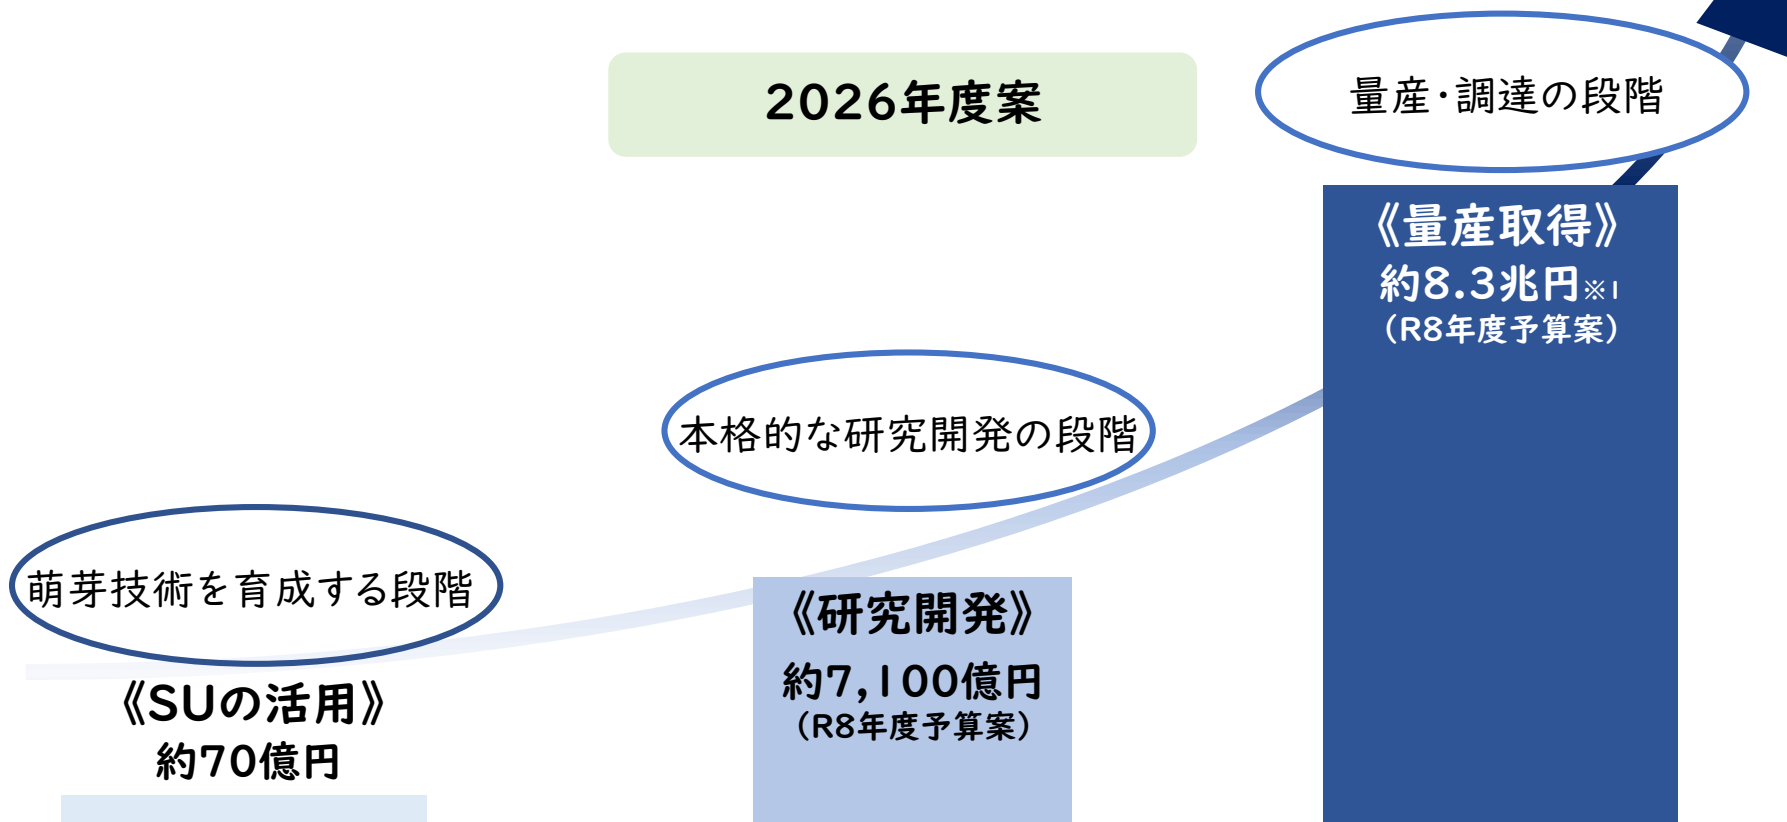 2026年度案
量産・調達の段階
《量産取得》
約8.3兆円※1
（R8年度予算案）
本格的な研究開発の段階
《研究開発》
約7,100億円
（R8年度予算案）
萌芽技術を育成する段階
《SUの活用》
約70億円